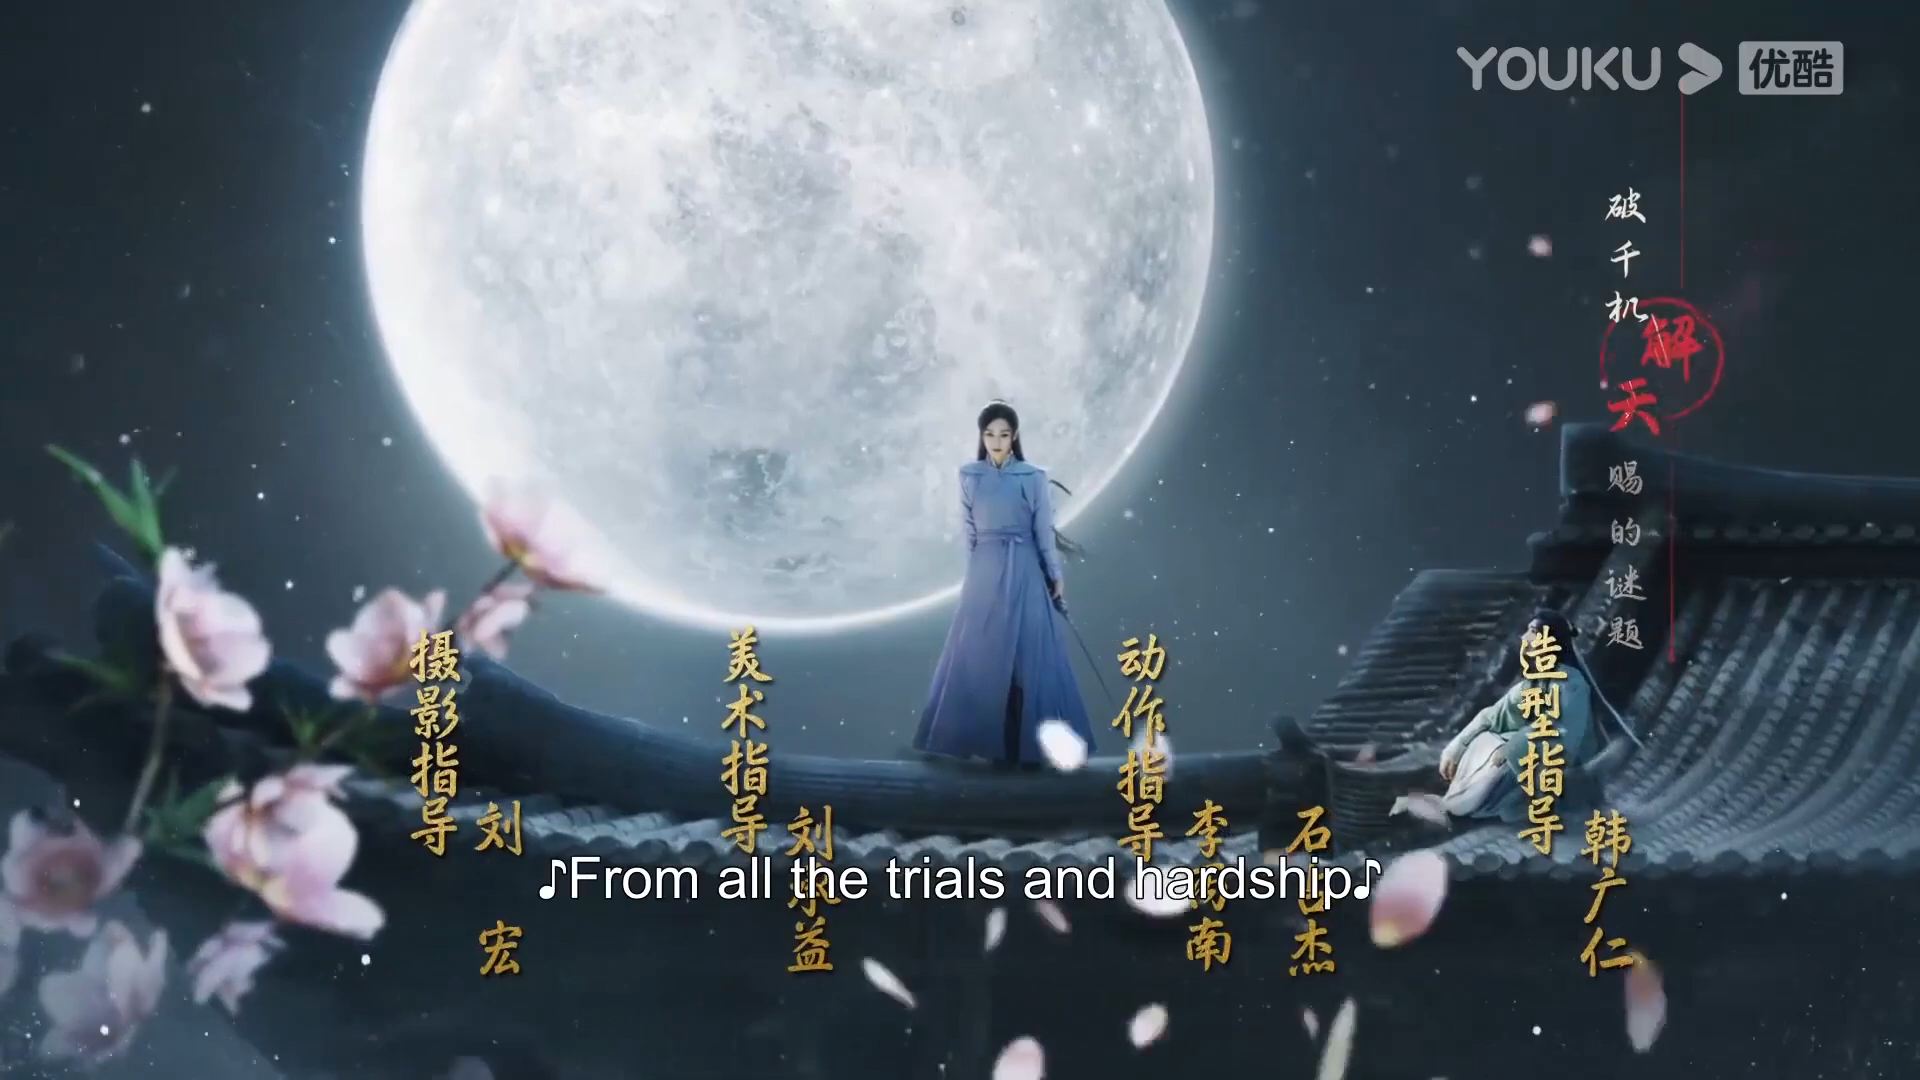 YOUKU 优酷
破千机
解天
赐的谜题
摄影指导
刘宏
美术指导
刘永益
动作指导
李
南
石
杰
造型指导
韩广仁
♪From all the trials and hardship♪